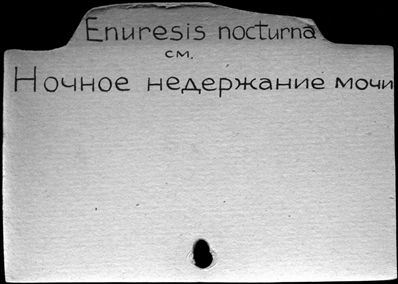 Enuresis nocturna
см.
Ночное недержание мочи